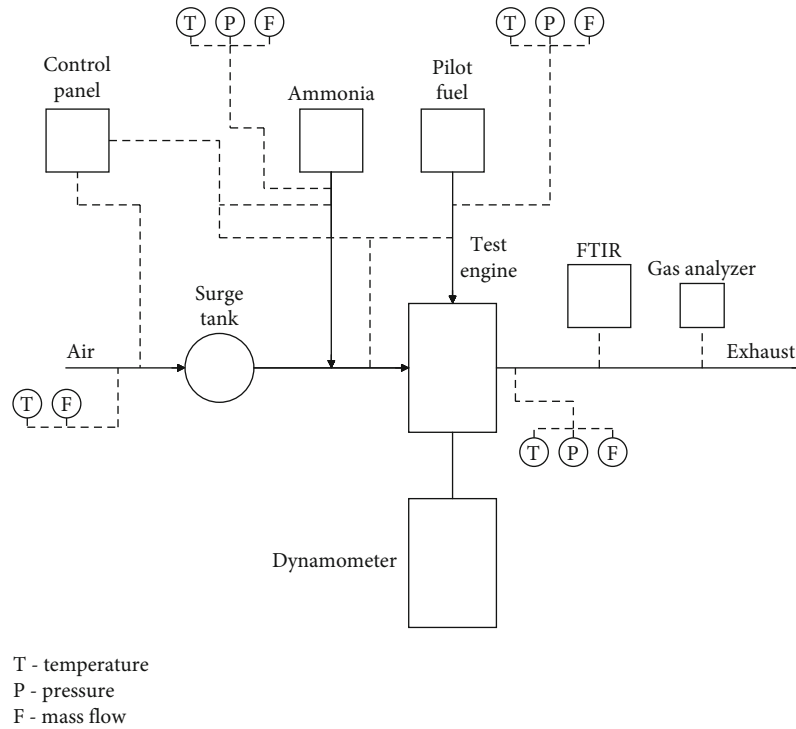 T P F
T P F
Control
panel
Ammonia
Pilot
fuel
Test
engine
FTIR
Gas analyzer
Surge
tank
Air
Exhaust
T F
T P F
Dynamometer
T - temperature
P - pressure
F - mass flow